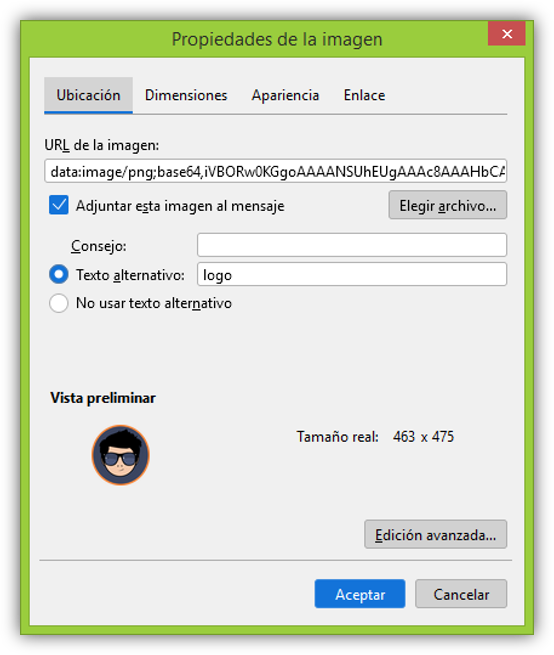 Propiedades de la imagen
Ubicación Dimensiones Apariencia Enlace
URL de la imagen:
data:image/png;base64,iVBORw0KGgoAAAANSUhEUgAAAc8AAAHbCA
Adjuntar esta imagen al mensaje Elegir archivo...
Consejo:
Texto alternativo: logo
No usar texto alternativo
Vista preliminar
Tamaño real: 463 x 475
Edición avanzada...
Aceptar Cancelar